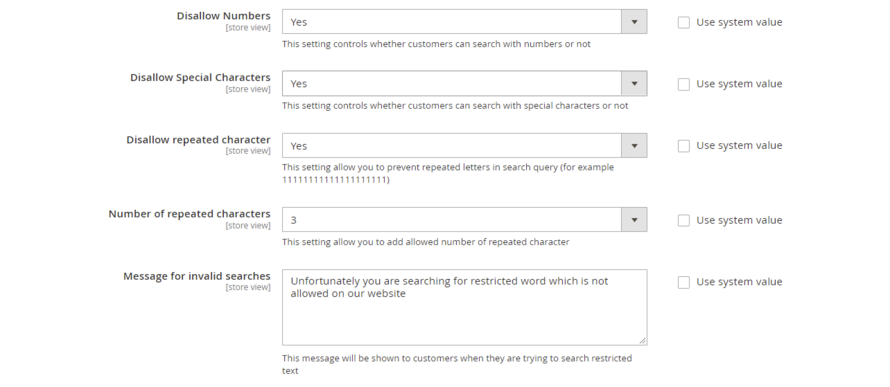 Disallow Numbers
[store view]
Yes
Use system value
This setting controls whether customers can search with numbers or not
Disallow Special Characters
[store view]
Yes
Use system value
This setting controls whether customers can search with special characters or not
Disallow repeated character
[store view]
Yes
Use system value
This setting allow you to prevent repeated letters in search query (for example
11111111111111111111)
Number of repeated characters
[store view]
3
Use system value
This setting allow you to add allowed number of repeated character
Message for invalid searches
[store view]
Unfortunately you are searching for restricted word which is not
allowed on our website
Use system value
This message will be shown to customers when they are trying to search restricted
text